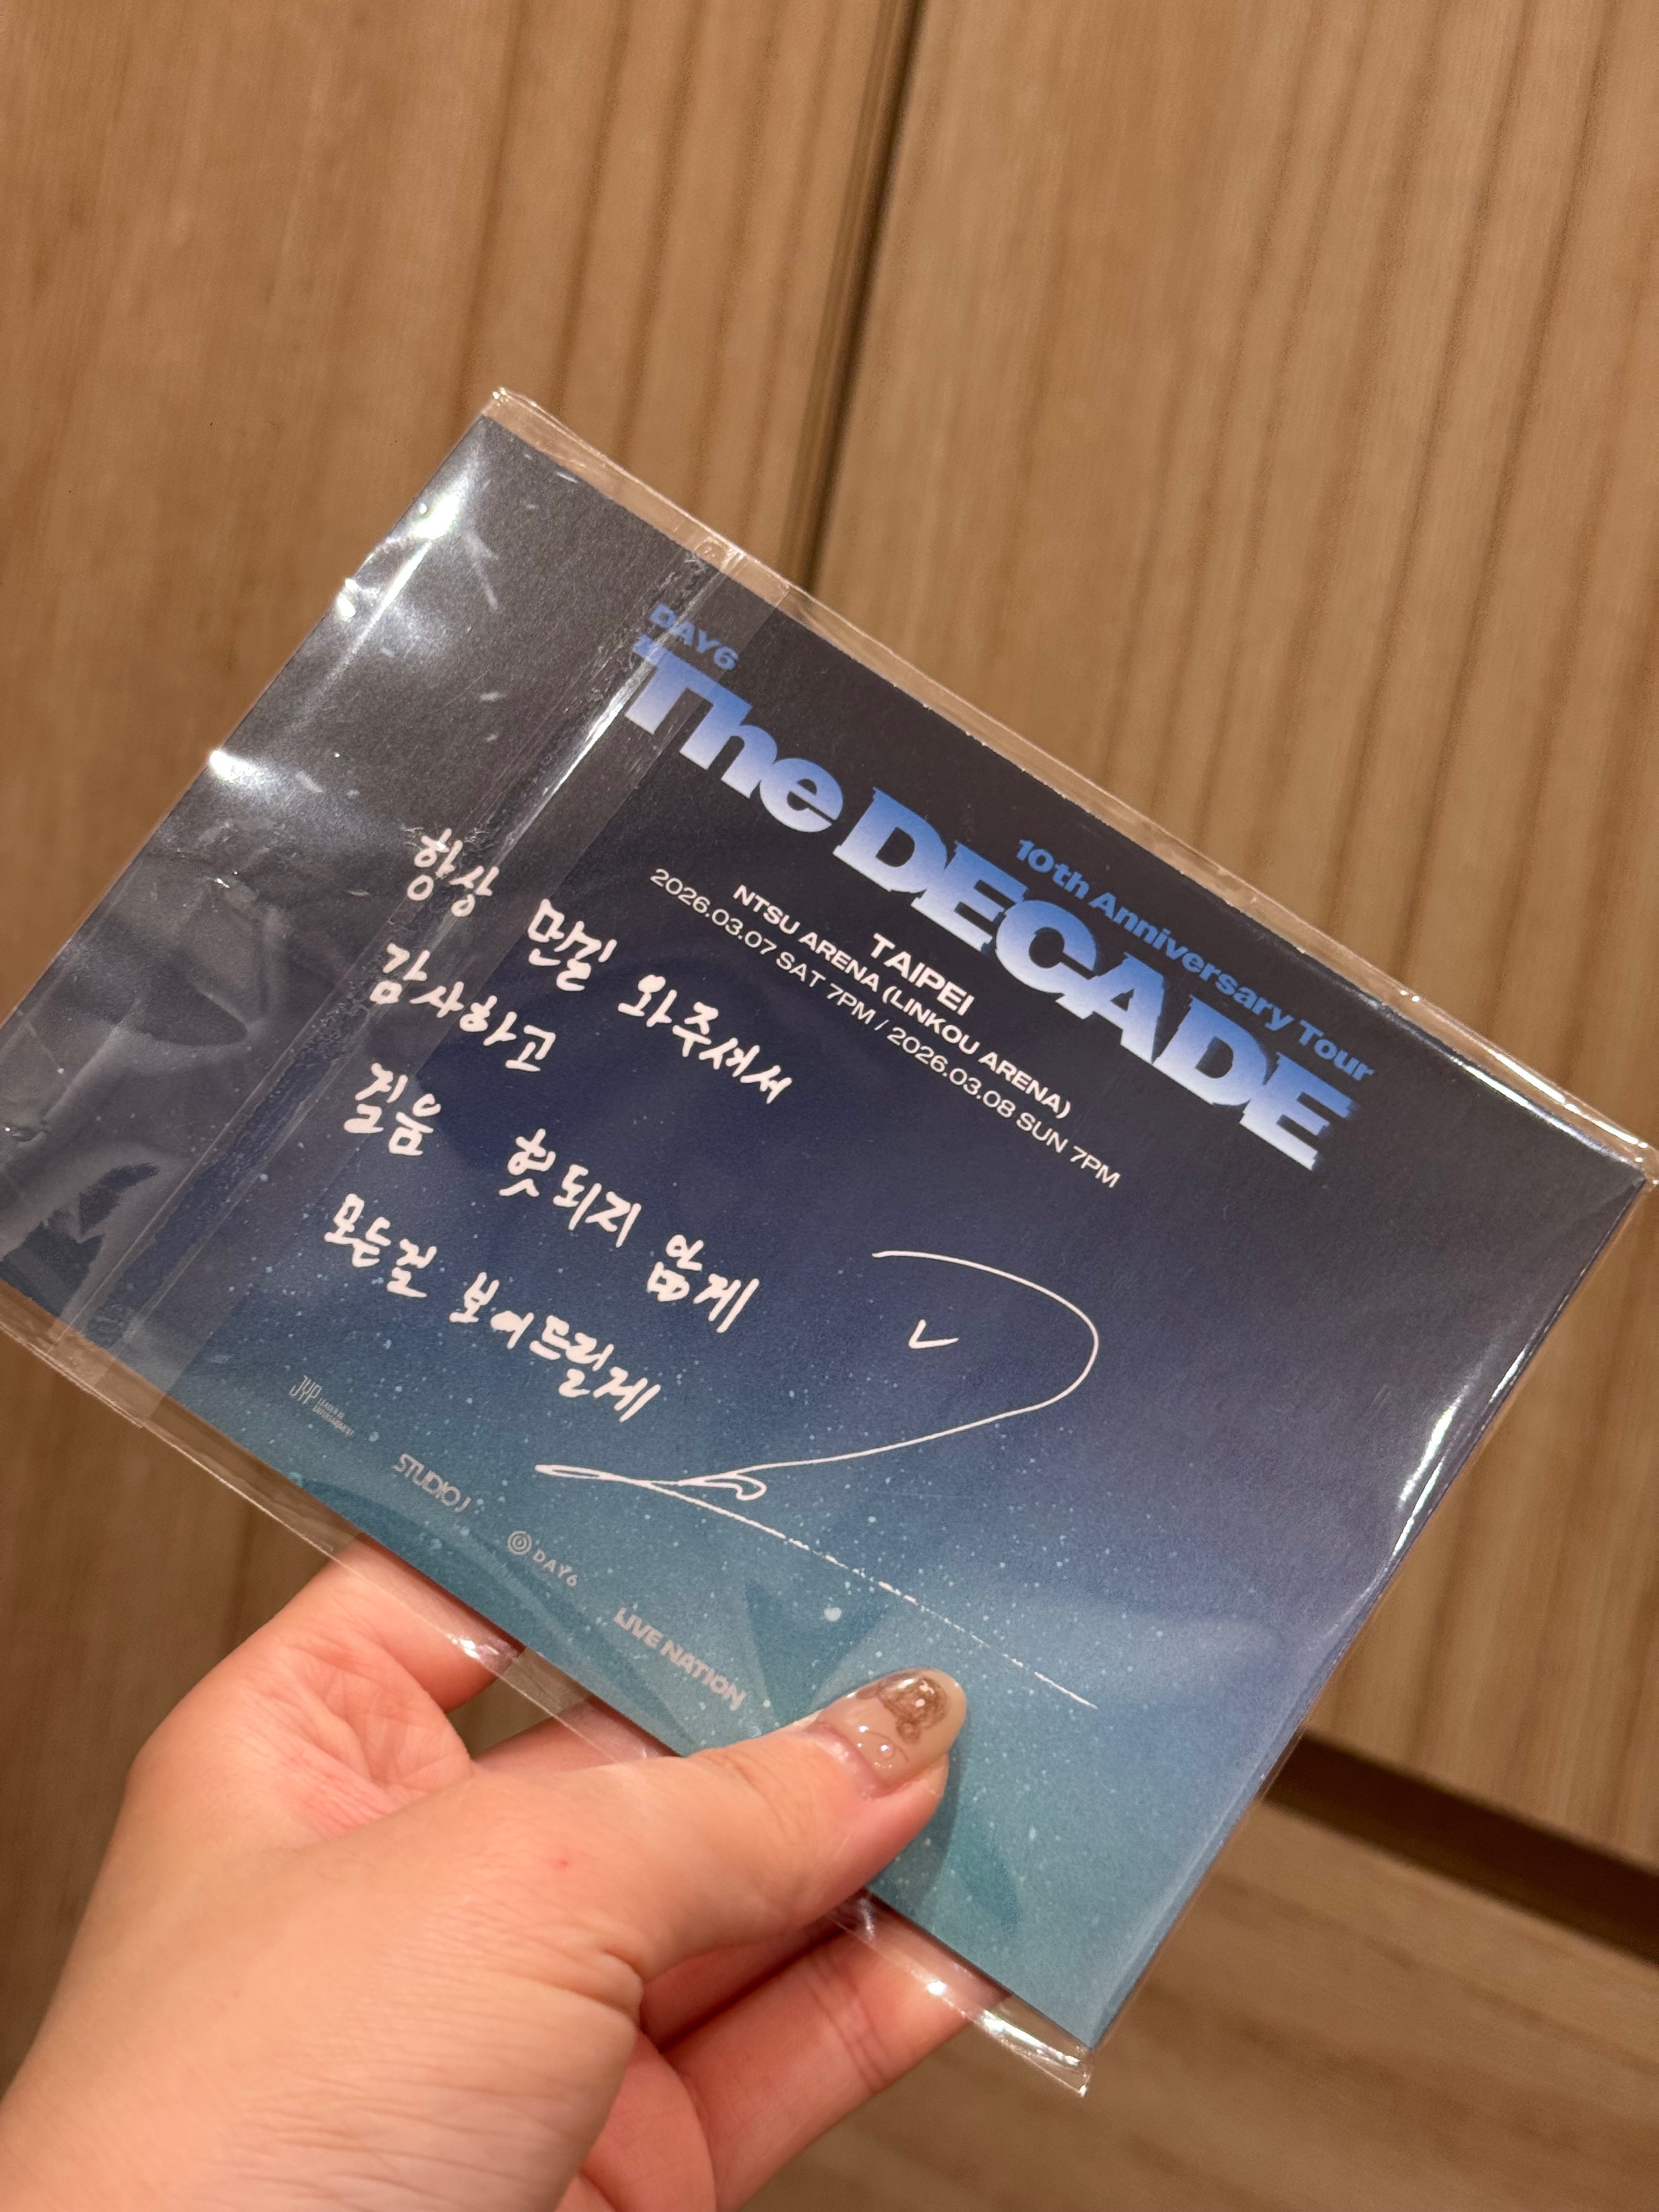 DAY6
The DECADE
10th Anniversary Tour
TAIPEI
NTSU ARENA (LINKOU ARENA)
2026.03.07 SAT 7PM / 2026.03.08 SUN 7PM
항상 만길 와주셔서
감사하고
걸음 헛되지 않게
모든걸 보여드릴게
JYP
STUDIO J
DAY6
LIVE NATION